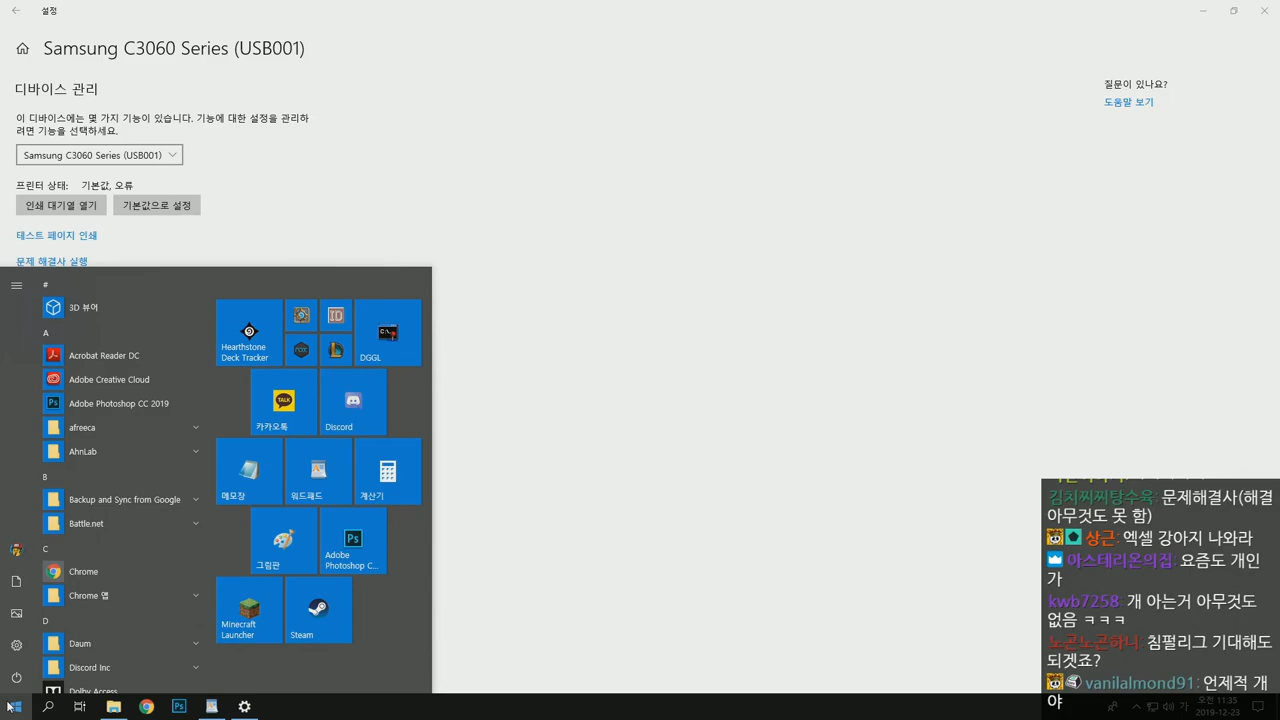 설정
Samsung C3060 Series (USB001)
디바이스 관리
이 디바이스에는 몇 가지 기능이 있습니다. 기능에 대한 설정을 관리하
려면 기능을 선택하세요.
Samsung C3060 Series (USB001)
프린터 상태: 기본값, 오류
인쇄 대기열 열기
기본값으로 설정
테스트 페이지 인쇄
문제 해결사 실행
질문이 있나요?
도움말 보기
#
3D 뷰어
A
Acrobat Reader DC
Adobe Creative Cloud
Adobe Photoshop CC 2019
afreeca
AhnLab
B
Backup and Sync from Google
Battle.net
C
Chrome
Chrome 앱
D
Daum
Discord Inc
Dolby Access
Hearthstone
Deck Tracker
ID
DGGL
TALK
카카오톡
Discord
메모장
워드패드
계산기
그림판
Ps
Adobe
Photoshop C...
Minecraft
Launcher
Steam
김치찌찌탕수육: 문제해결사(해결
아무것도 못 함)
상근: 엑셀 강아지 나와라
아스테리온의집: 요즘도 개인
가
kwb7258: 개 아는거 아무것도
없음 ㅋㅋㅋ
노곤노곤하니: 침펄리그 기대해도
되겟죠?
vanilalmond91: 언제적 개
야
가
오전 11:35
2019-12-23